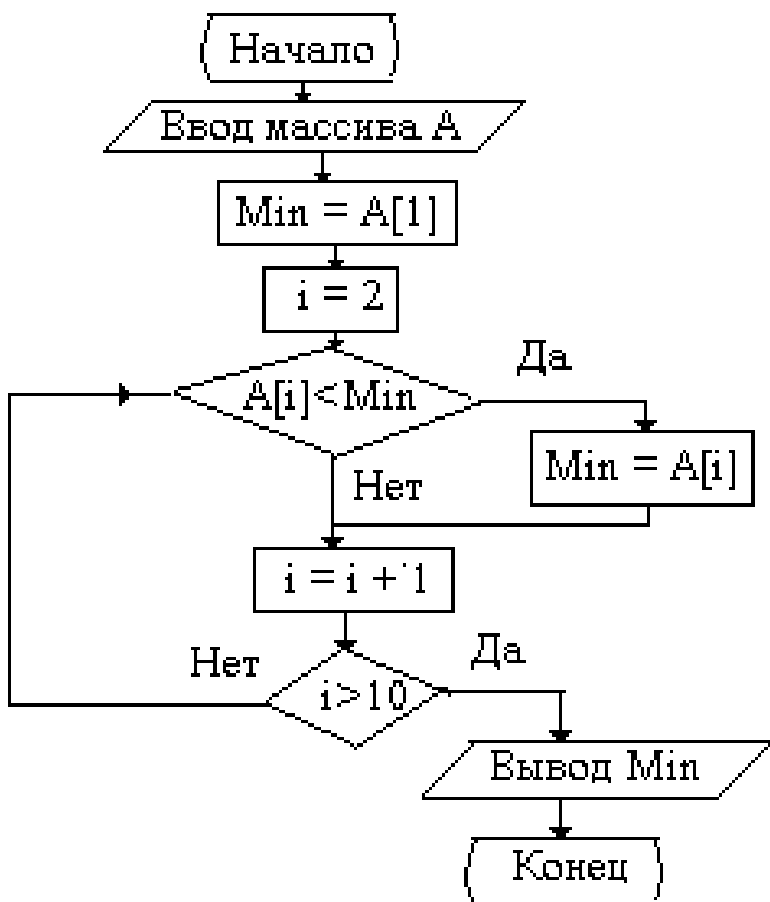 Начало
Ввод массива A
Min = A[1]
i = 2
A[i]<Min
Да
Min = A[i]
Нет
i = i + 1
Нет
Да
i>10
Вывод Min
Конец